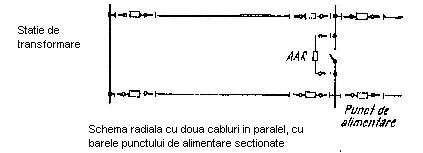 Statie de
transformare
AAR
Punct de
alimentare
Schema radiala cu doua cabluri in paralel, cu
barele punctului de alimentare sectionate